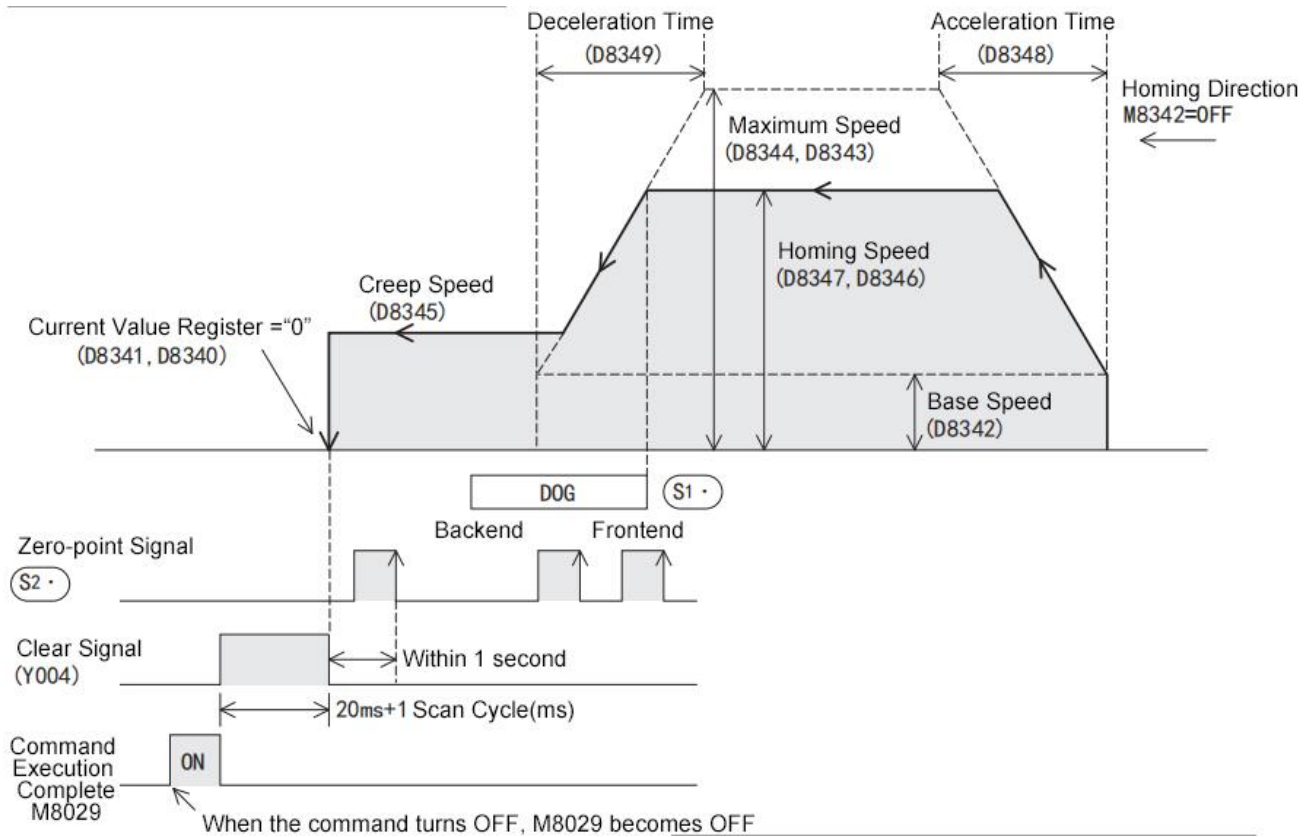 Deceleration Time
(D8349)
Acceleration Time
(D8348)
Homing Direction
M8342=OFF
Maximum Speed
(D8344, D8343)
Homing Speed
(D8347, D8346)
Creep Speed
(D8345)
Current Value Register =“0”
(D8341, D8340)
Base Speed
(D8342)
DOG
S1 ·
Backend
Frontend
Zero-point Signal
S2 ·
Clear Signal
(Y004)
Within 1 second
20ms+1 Scan Cycle(ms)
Command
Execution
Complete
M8029
ON
When the command turns OFF, M8029 becomes OFF